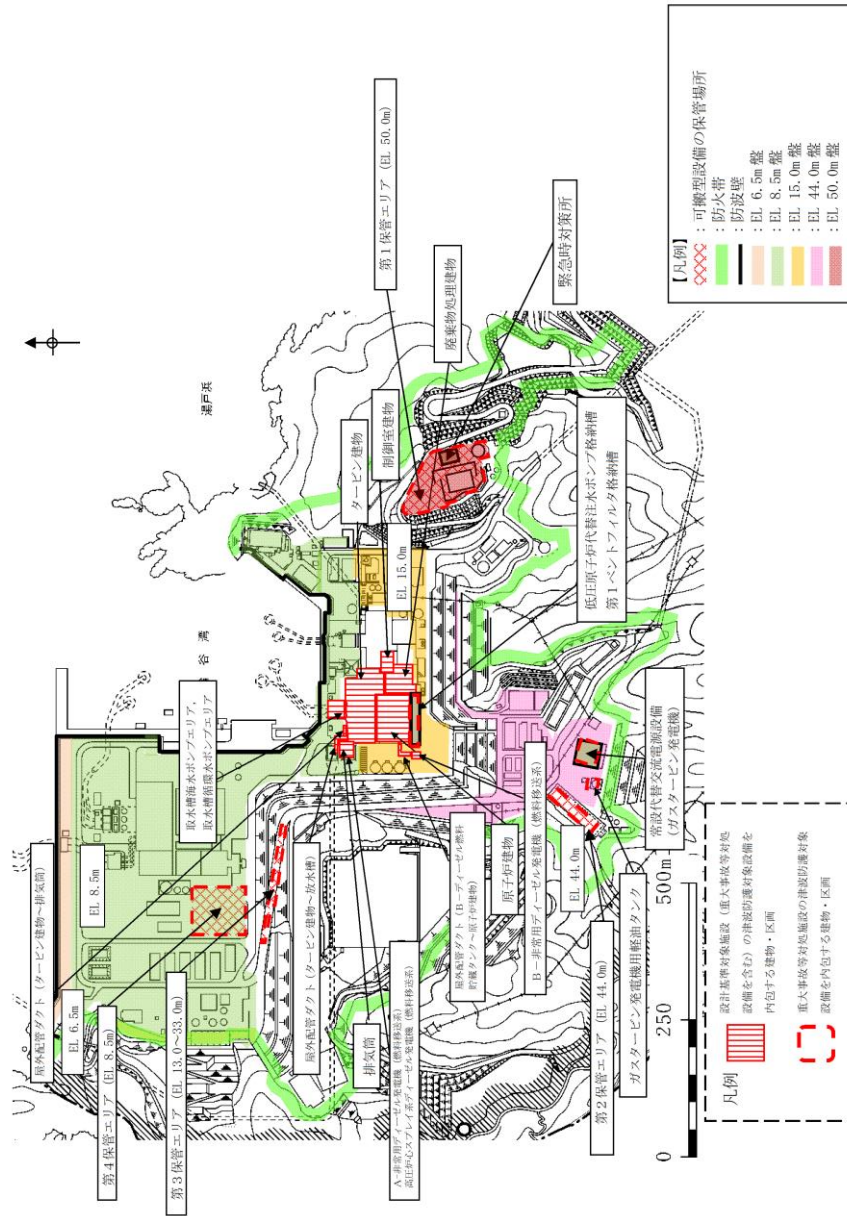 屋外配管ダクト（タービン建物～排気筒）
EL 6.5m
第4保管エリア（EL 8.5m）
第3保管エリア（EL 13.0～33.0m）
EL 8.5m
取水槽海水ポンプエリア，
取水槽循環水ポンプエリア
谷 湾
湯戸浜
タービン建物
制御室建物
第1保管エリア（EL 50.0m）
廃棄物処理建物
緊急時対策所
EL 15.0m
屋外配管ダクト（タービン建物～放水槽）
排気筒
A-非常用ディーゼル発電機（燃料移送系）
高圧炉心スプレイ系ディーゼル発電機（燃料移送系）
屋外配管ダクト（B-ディーゼル燃料
貯蔵タンク～原子炉建物）
原子炉建物
B-非常用ディーゼル発電機（燃料移送系）
低圧原子炉代替注水ポンプ格納槽
第1ベントフィルタ格納槽
EL 44.0m
第2保管エリア（EL 44.0m）
ガスタービン発電機用軽油タンク
常設代替交流電源設備
（ガスタービン発電機）
0
250
500m
凡例
設計基準対象施設（重大事故等対処
設備を含む）の津波防護対象設備を
内包する建物・区画
重大事故等対処施設の津波防護対象
設備を内包する建物・区画
【凡例】
：可搬型設備の保管場所
：防火帯
：防波壁
：EL 6.5m 盤
：EL 8.5m 盤
：EL 15.0m 盤
：EL 44.0m 盤
：EL 50.0m 盤